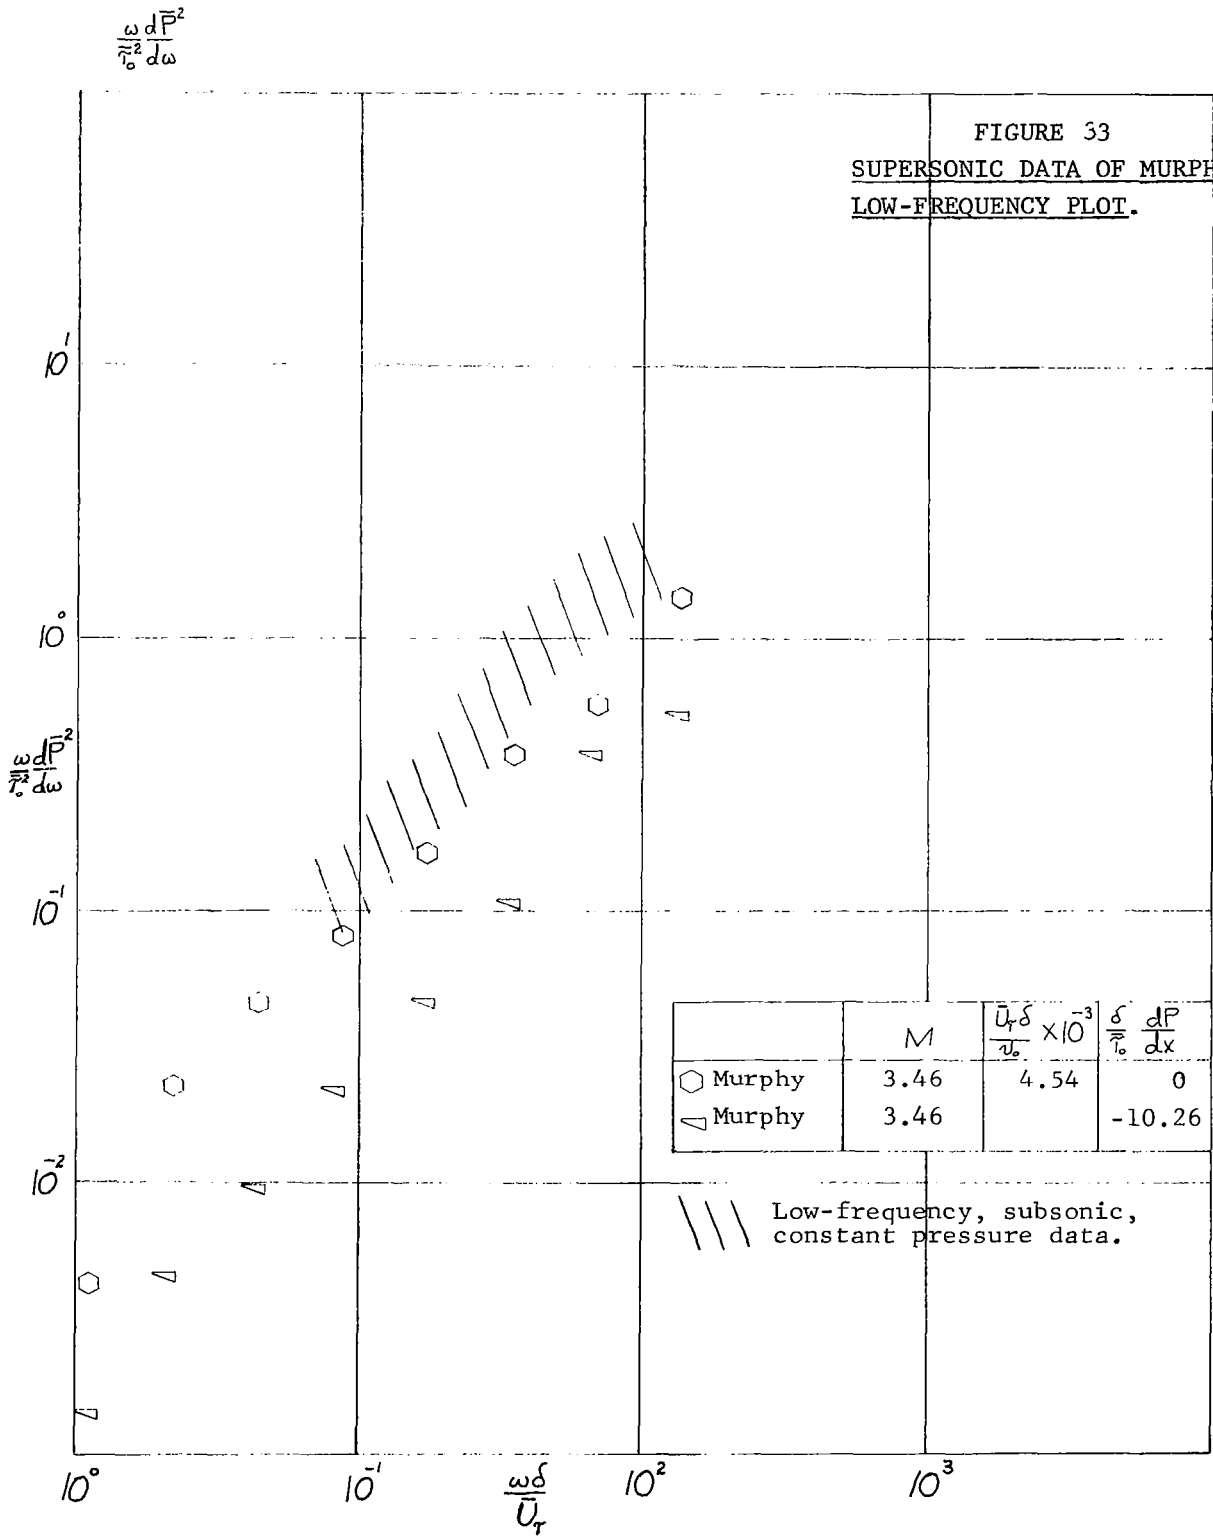 ω/τ̄₀² dP̄²/dω
FIGURE 33
SUPERSONIC DATA OF MURPH
LOW-FREQUENCY PLOT.
10¹
10⁰
ω/τ̄₀² dP̄²/dω
10⁻¹
10⁻²
M Ū_τδ/ν₀ ×10⁻³ δ/τ̄₀ dP/dx
Murphy 3.46 4.54 0
Murphy 3.46 -10.26
Low-frequency, subsonic,
constant pressure data.
10⁰ 10⁻¹ ωδ/Ū_τ 10² 10³